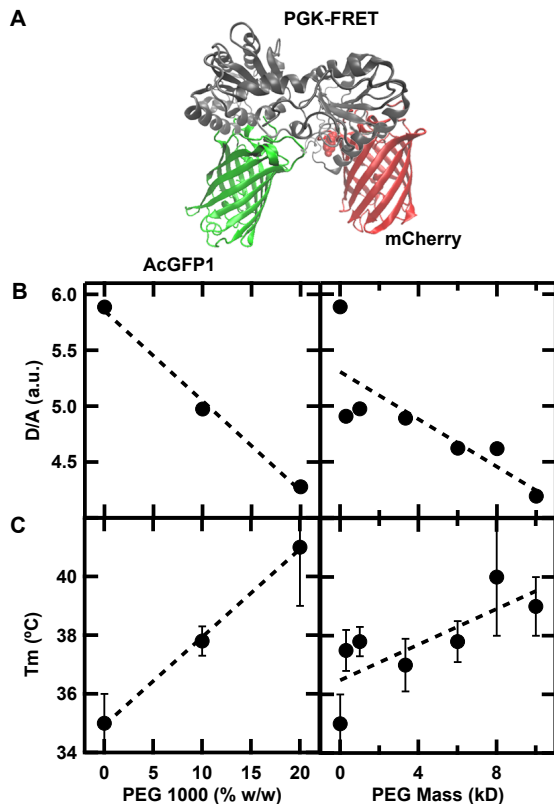 A
PGK-FRET
mCherry
AcGFP1
B
6.0
5.5
5.0
4.5
D/A (a.u.)
C
40
38
36
34
Tm (ºC)
0 5 10 15 20
0 4 8
PEG 1000 (% w/w)
PEG Mass (kD)